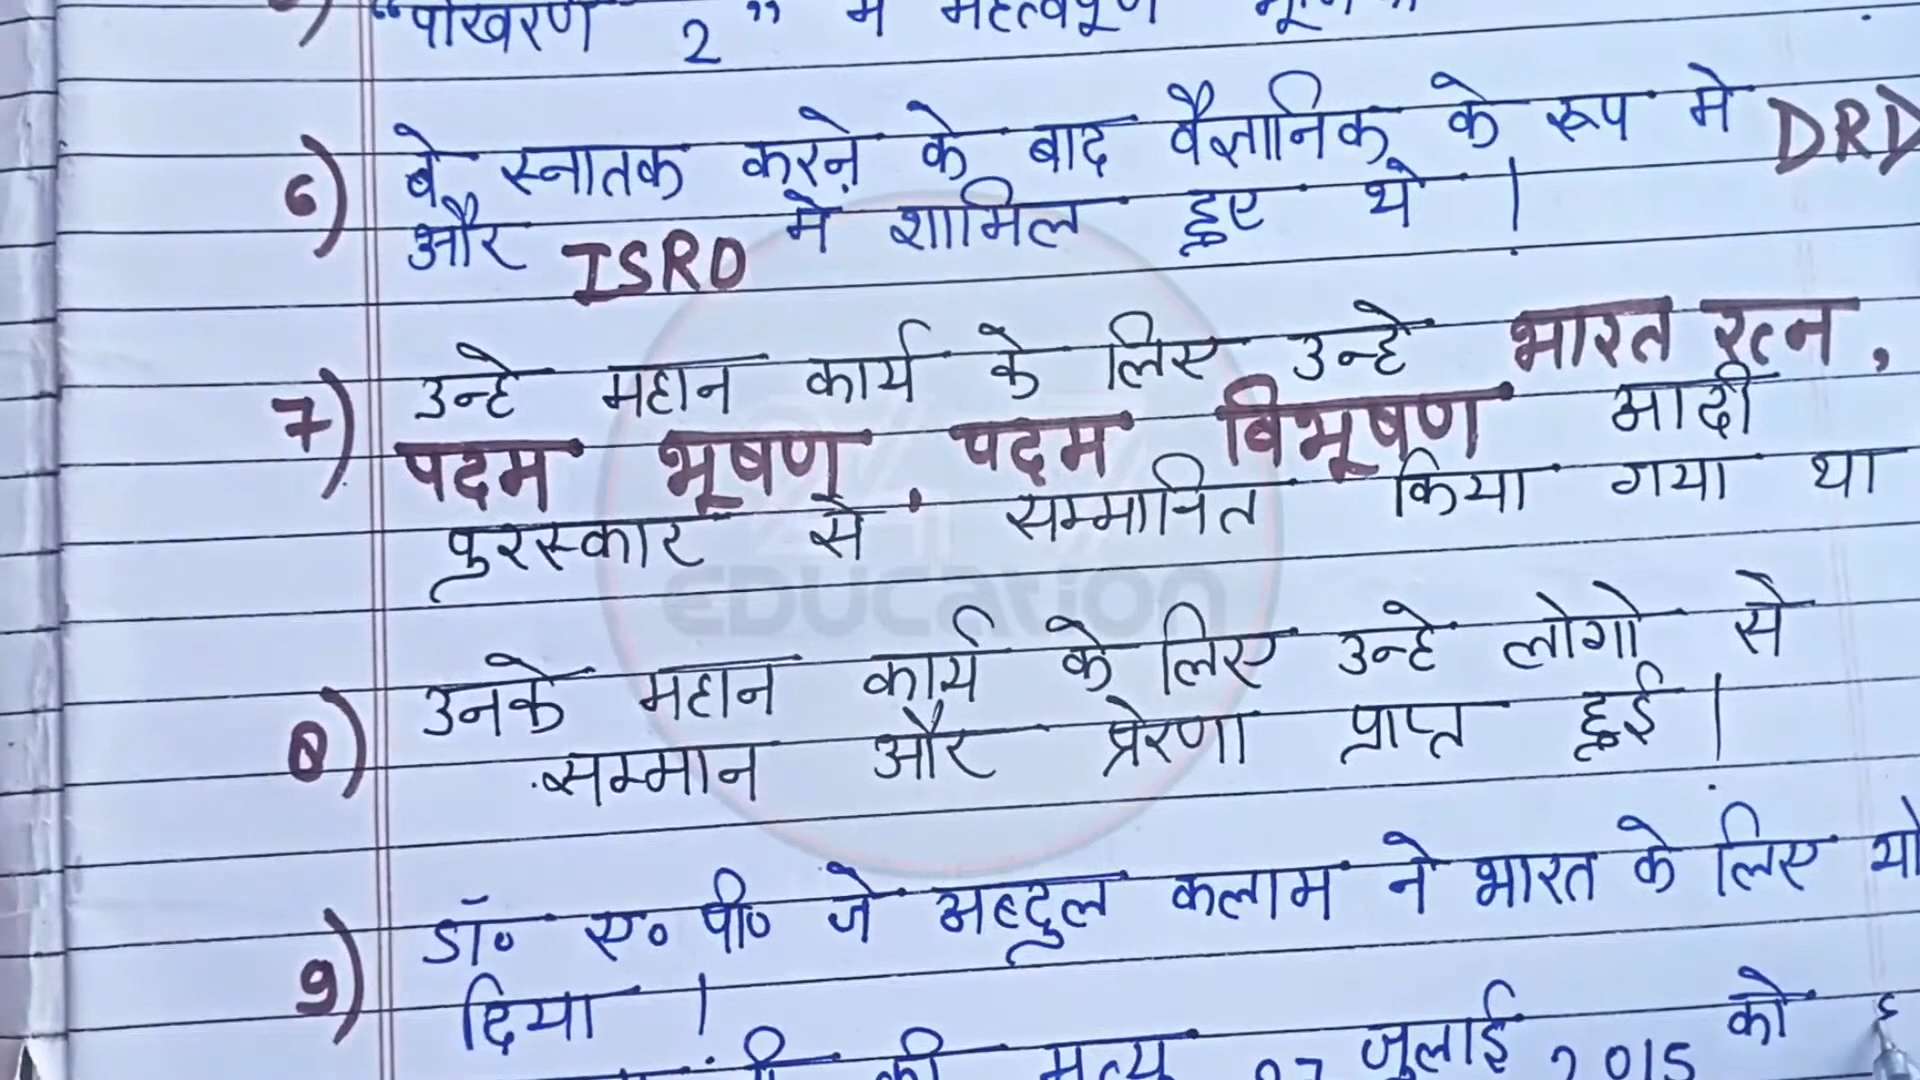 "पोखरण 2" में महत्वपूर्ण
6) वे स्नातक करने के बाद वैज्ञानिक के रूप मे DRD
और ISRO मे शामिल हुए थे |
7) उन्हे महान कार्य के लिए उन्हे भारत रत्न,
पदम भूषण, पदम विभूषण आदी
पुरस्कार से सम्मानित किया गया था
8) उनके महान कार्य के लिए उन्हे लोगो से
सम्मान और प्रेरणा प्राप्त हुई |
9) डॉ० ए० पी० जे अब्दुल कलाम ने भारत के लिए यो
दिया |
की मृत्यु 27 जुलाई 2015 को
EDUCATION